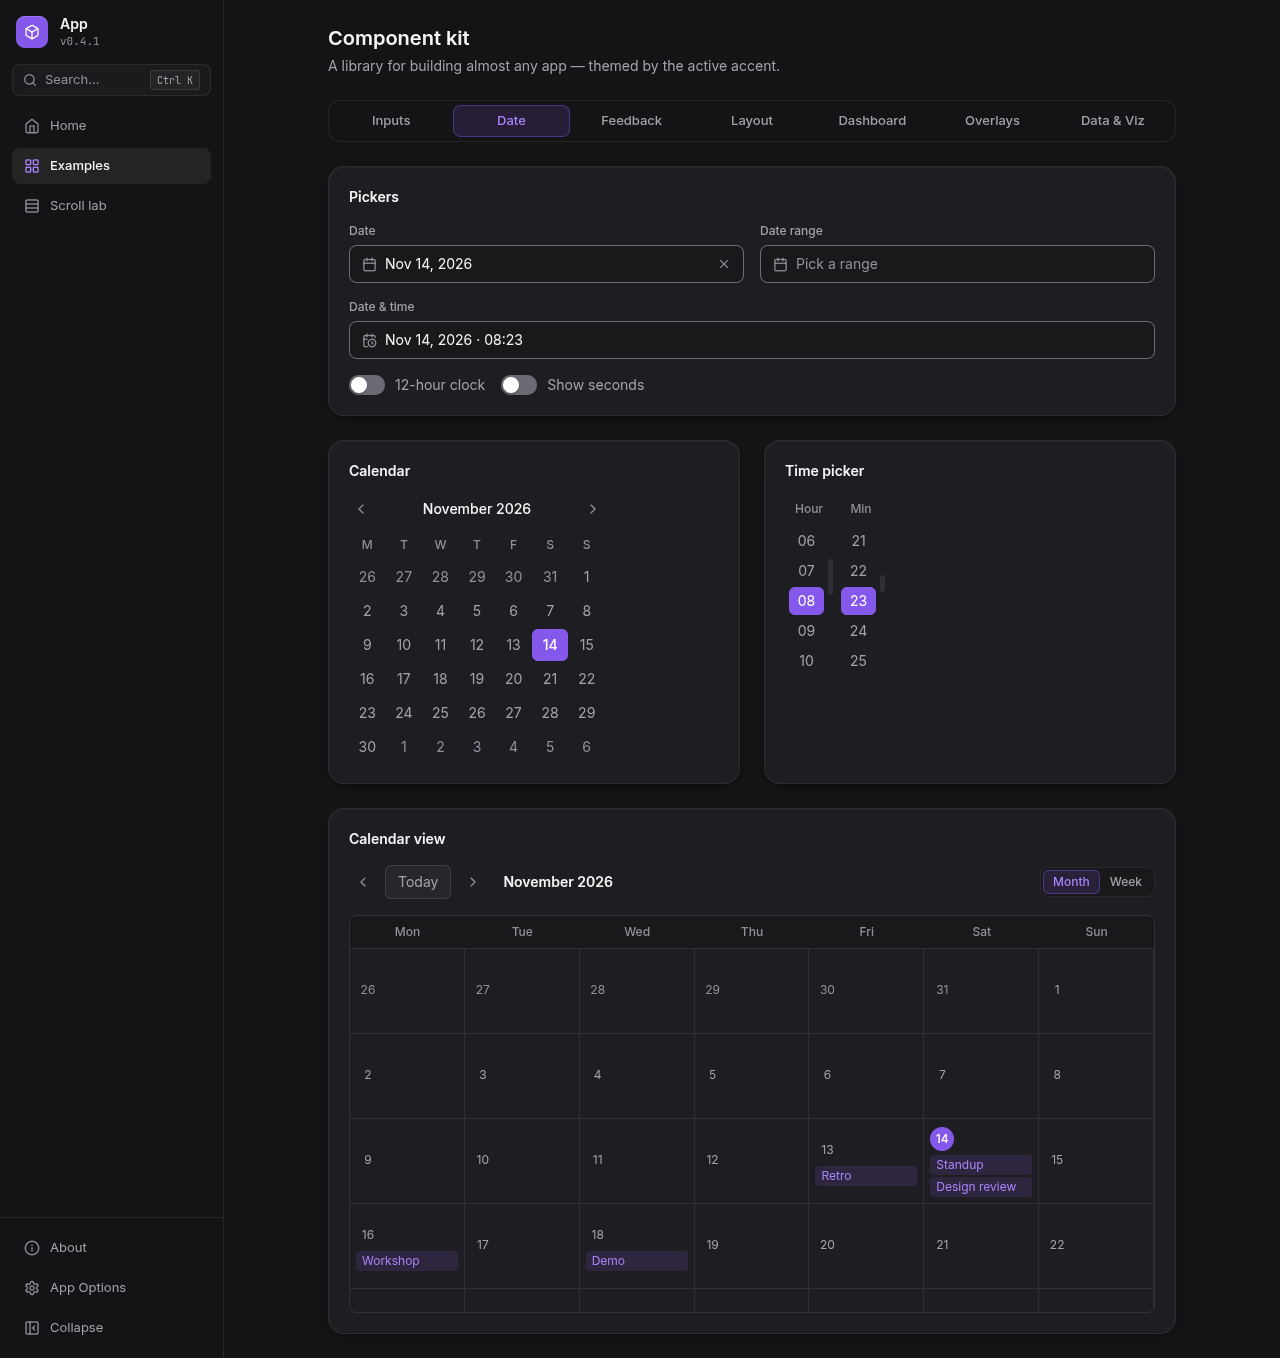 App
v0.4.1
Search...
Ctrl K
Home
Examples
Scroll lab
About
App Options
Collapse
Component kit
A library for building almost any app — themed by the active accent.
Inputs Date Feedback Layout Dashboard Overlays Data & Viz
Pickers
Date Date range
Nov 14, 2026 Pick a range
Date & time
Nov 14, 2026 · 08:23
12-hour clock Show seconds
Calendar
November 2026
M T W T F S S
26 27 28 29 30 31 1
2 3 4 5 6 7 8
9 10 11 12 13 14 15
16 17 18 19 20 21 22
23 24 25 26 27 28 29
30 1 2 3 4 5 6
Time picker
Hour Min
06 21
07 22
08 23
09 24
10 25
Calendar view
Today November 2026 Month Week
Mon Tue Wed Thu Fri Sat Sun
26 27 28 29 30 31 1
2 3 4 5 6 7 8
9 10 11 12 13 14 15
Retro Standup
Design review
16 17 18 19 20 21 22
Workshop Demo